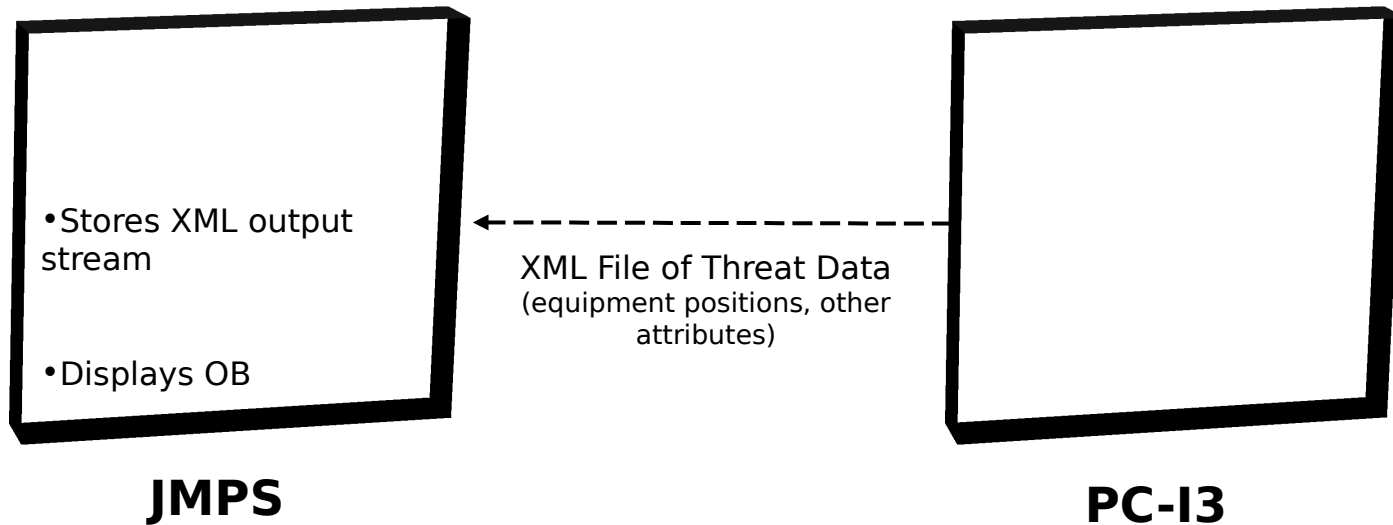 •Stores XML output
stream
•Displays OB
XML File of Threat Data
(equipment positions, other
attributes)
JMPS
PC-I3